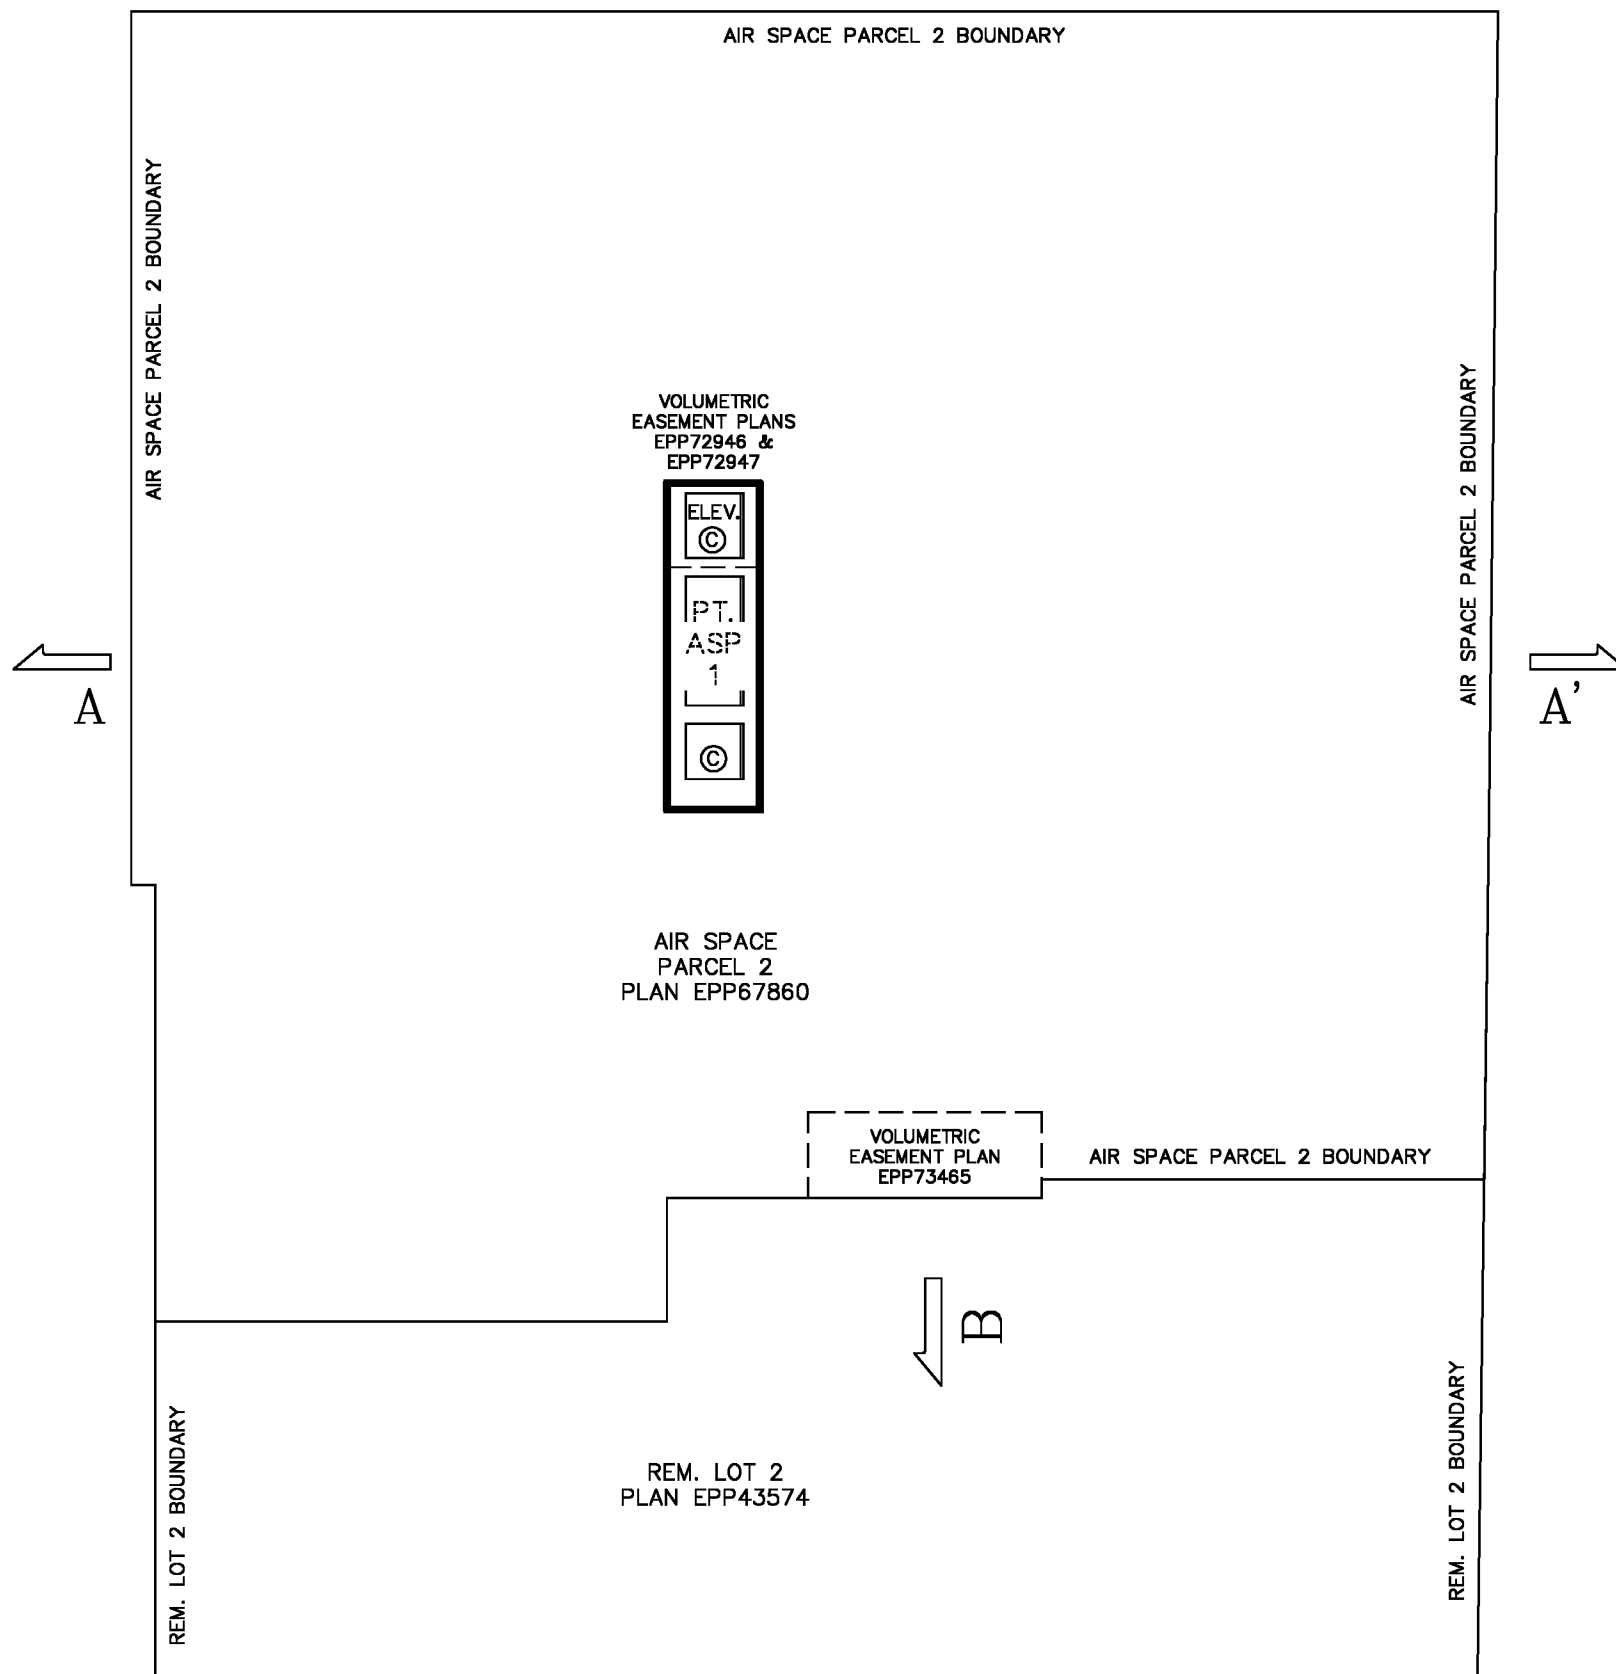 AIR SPACE PARCEL 2 BOUNDARY
AIR SPACE PARCEL 2 BOUNDARY
AIR SPACE PARCEL 2 BOUNDARY
VOLUMETRIC
EASEMENT PLANS
EPP72946 &
EPP72947
ELEV.
©
PT.
ASP
1
©
A
A'
AIR SPACE
PARCEL 2
PLAN EPP67860
VOLUMETRIC
EASEMENT PLAN
EPP73465
AIR SPACE PARCEL 2 BOUNDARY
B
REM. LOT 2 BOUNDARY
REM. LOT 2
PLAN EPP43574
REM. LOT 2 BOUNDARY